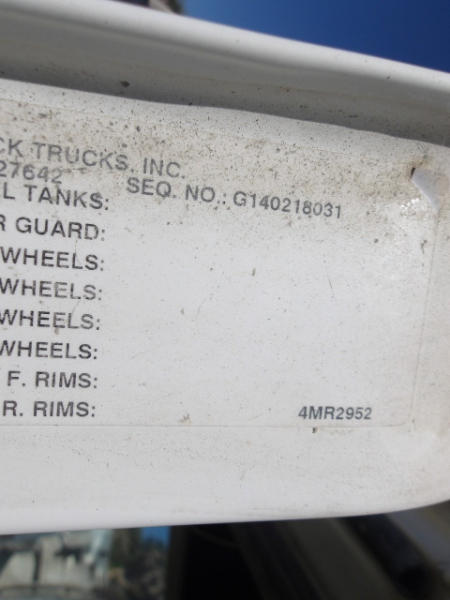 CK TRUCKS, INC.
27642 SEQ. NO.: G140218031
L TANKS:
R GUARD:
WHEELS:
WHEELS:
WHEELS:
WHEELS:
F. RIMS:
R. RIMS: 4MR2952